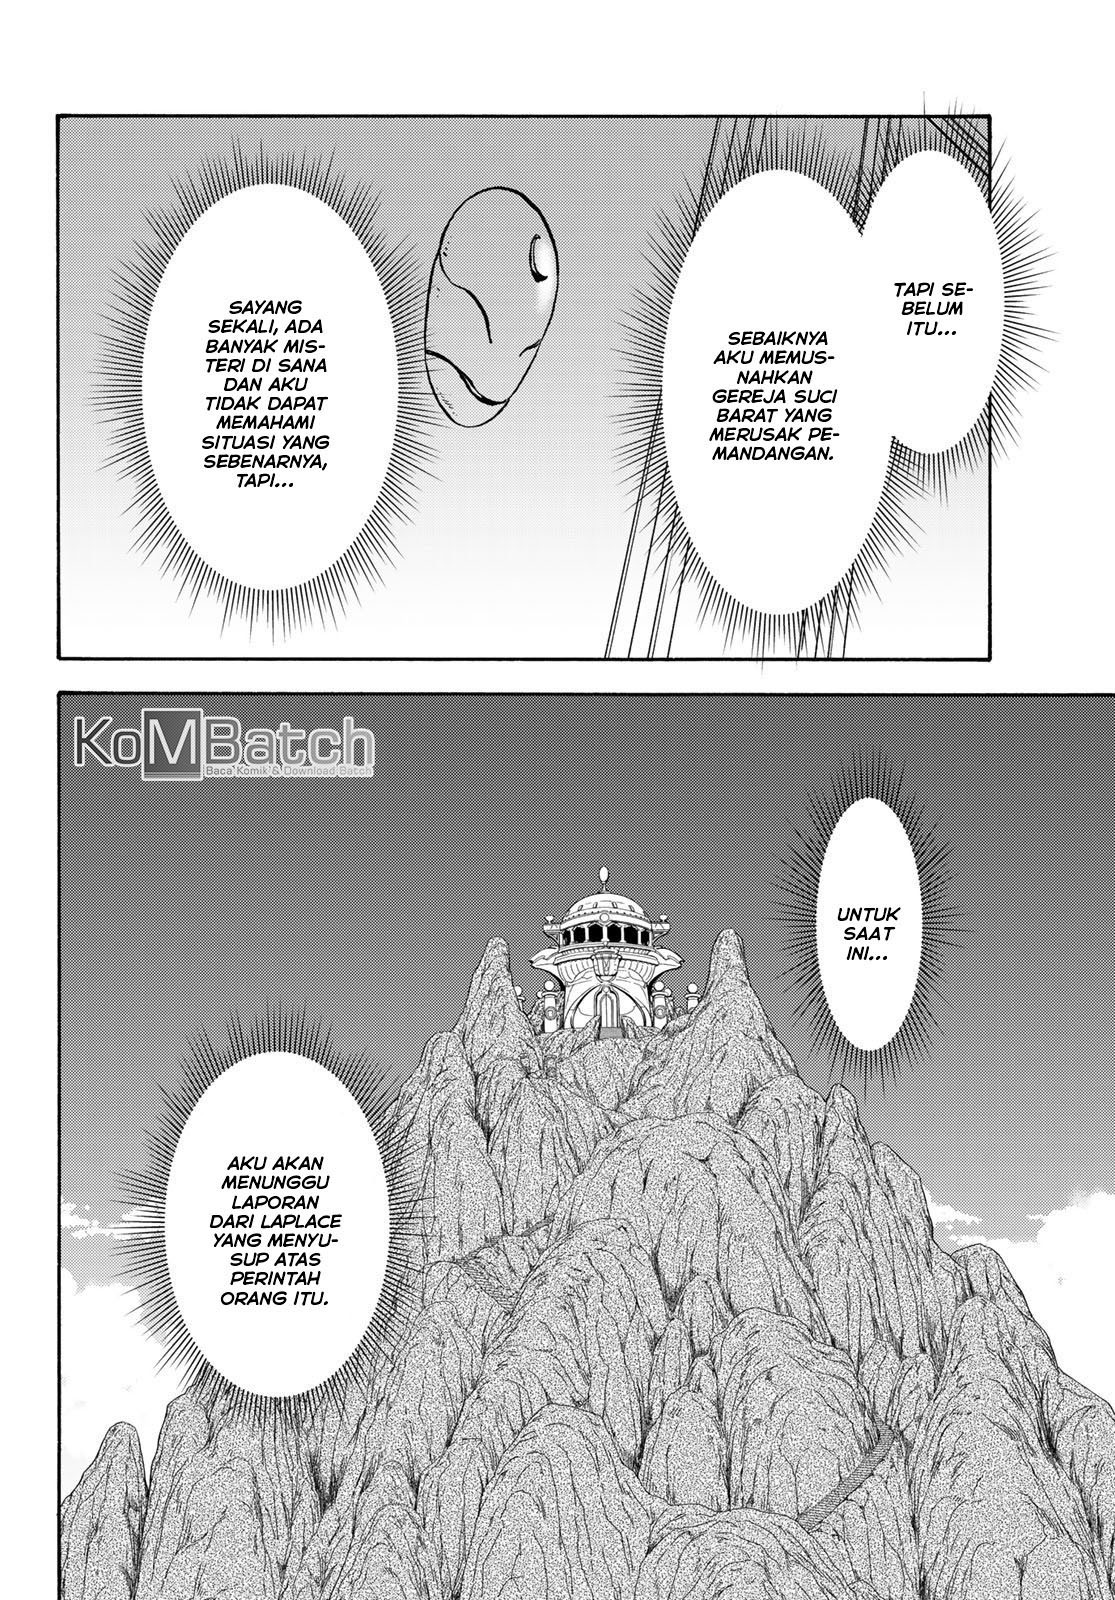 TAPI SE-
BELUM
ITU...
SEBAIKNYA
AKU MEMUS-
NAHKAN
GEREJA SUCI
BARAT YANG
MERUSAK PE-
MANDANGAN.
SAYANG
SEKALI, ADA
BANYAK MIS-
TERI DI SANA
DAN AKU
TIDAK DAPAT
MEMAHAMI
SITUASI YANG
SEBENARNYA,
TAPI...
KoMBatch
Baca Komik & Download Batch
UNTUK
SAAT
INI...
AKU AKAN
MENUNGGU
LAPORAN
DARI LAPLACE
YANG MENYU-
SUP ATAS
PERINTAH
ORANG ITU.